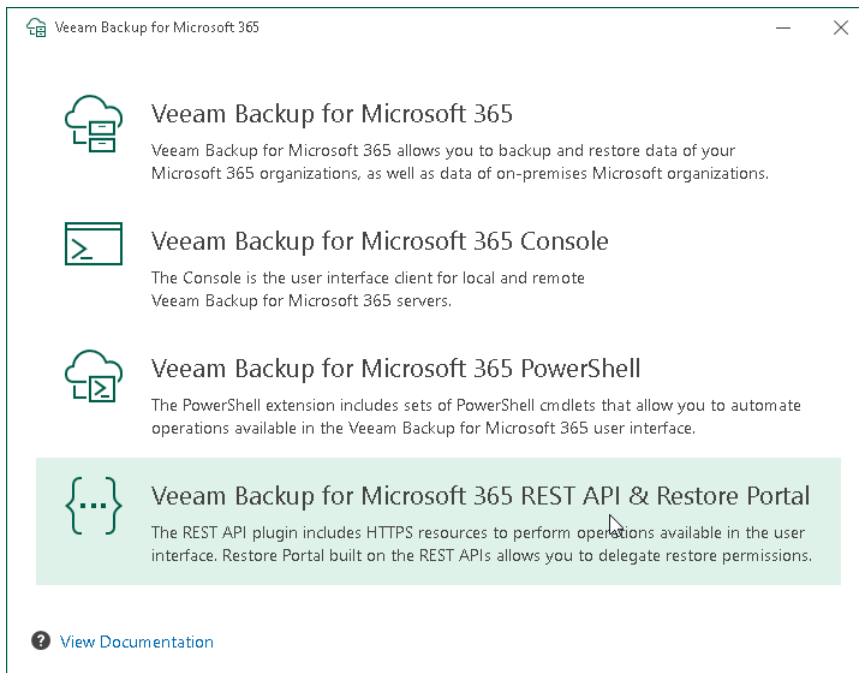 Veeam Backup for Microsoft 365
Veeam Backup for Microsoft 365
Veeam Backup for Microsoft 365 allows you to backup and restore data of your
Microsoft 365 organizations, as well as data of on-premises Microsoft organizations.
Veeam Backup for Microsoft 365 Console
The Console is the user interface client for local and remote
Veeam Backup for Microsoft 365 servers.
Veeam Backup for Microsoft 365 PowerShell
The PowerShell extension includes sets of PowerShell cmdlets that allow you to automate
operations available in the Veeam Backup for Microsoft 365 user interface.
Veeam Backup for Microsoft 365 REST API & Restore Portal
The REST API plugin includes HTTPS resources to perform operations available in the user
interface. Restore Portal built on the REST APIs allows you to delegate restore permissions.
View Documentation